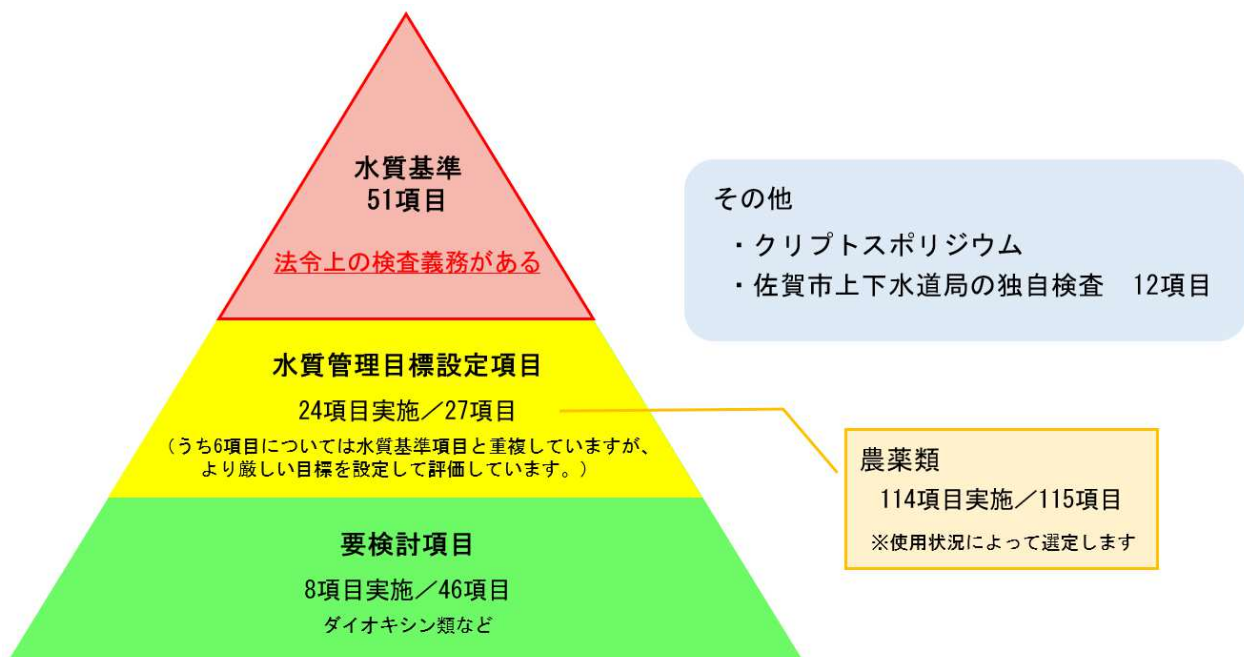 水質基準
51項目
法令上の検査義務がある
水質管理目標設定項目
24項目実施／27項目
（うち6項目については水質基準項目と重複していますが、
より厳しい目標を設定して評価しています。）
要検討項目
8項目実施／46項目
ダイオキシン類など
その他
・クリプトスポリジウム
・佐賀市上下水道局の独自検査　12項目
農薬類
114項目実施／115項目
※使用状況によって選定します